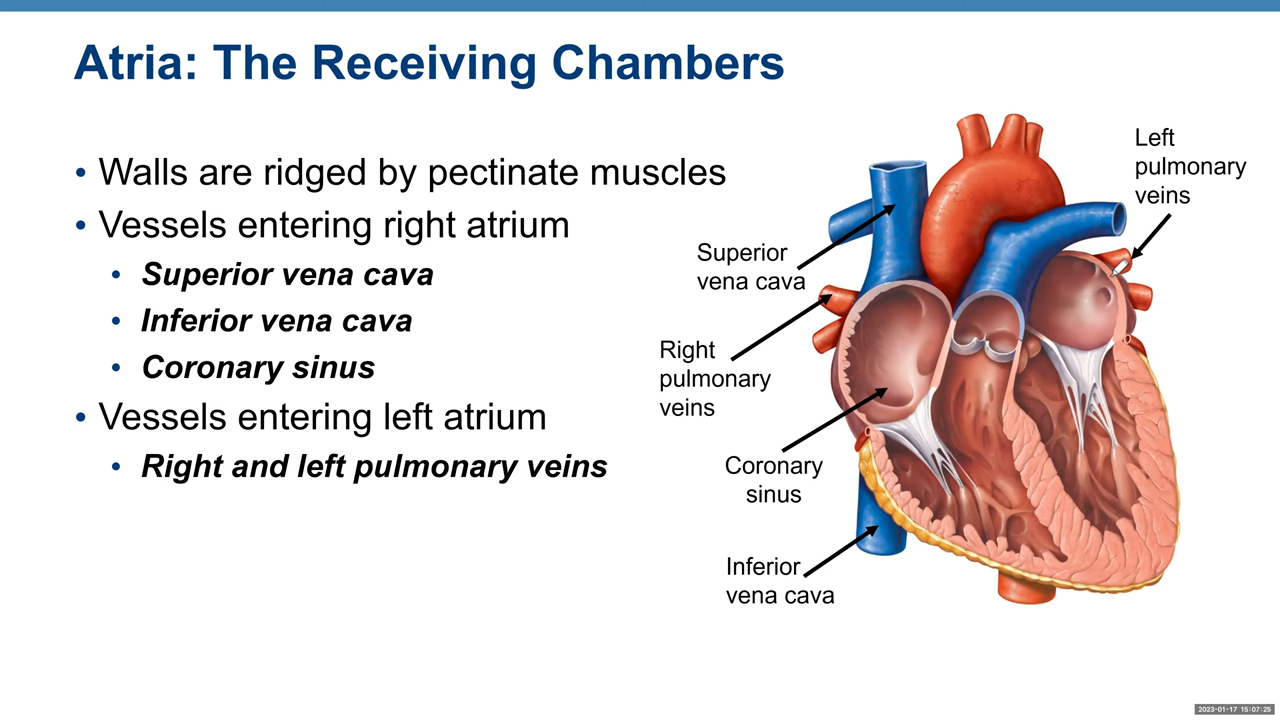 Atria: The Receiving Chambers
• Walls are ridged by pectinate muscles
• Vessels entering right atrium
• Superior vena cava
• Inferior vena cava
• Coronary sinus
• Vessels entering left atrium
• Right and left pulmonary veins
Left
pulmonary
veins
Superior
vena cava
Right
pulmonary
veins
Coronary
sinus
Inferior
vena cava
2023-01-17 15:07:25